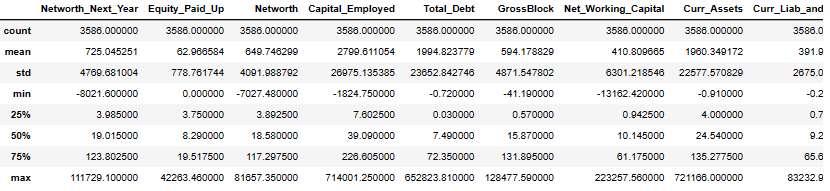 Networth_Next_Year Equity_Paid_Up Networth Capital_Employed Total_Debt GrossBlock Net_Working_Capital Curr_Assets Curr_Liab_and
count 3586.000000 3586.000000 3586.000000 3586.000000 3586.000000 3586.000000 3586.000000 3586.000000 3586.0
mean 725.045251 62.966584 649.746299 2799.611054 1994.823779 594.178829 410.809665 1960.349172 391.9
std 4769.681004 778.761744 4091.988792 26975.135385 23652.842746 4871.547802 6301.218546 22577.570829 2675.0
min -8021.600000 0.000000 -7027.480000 -1824.750000 -0.720000 -41.190000 -13162.420000 -0.910000 -0.2
25% 3.985000 3.750000 3.892500 7.602500 0.030000 0.570000 0.942500 4.000000 0.7
50% 19.015000 8.290000 18.580000 39.090000 7.490000 15.870000 10.145000 24.540000 9.2
75% 123.802500 19.517500 117.297500 226.605000 72.350000 131.895000 61.175000 135.277500 65.6
max 111729.100000 42263.460000 81657.350000 714001.250000 652823.810000 128477.590000 223257.560000 721166.000000 83232.9